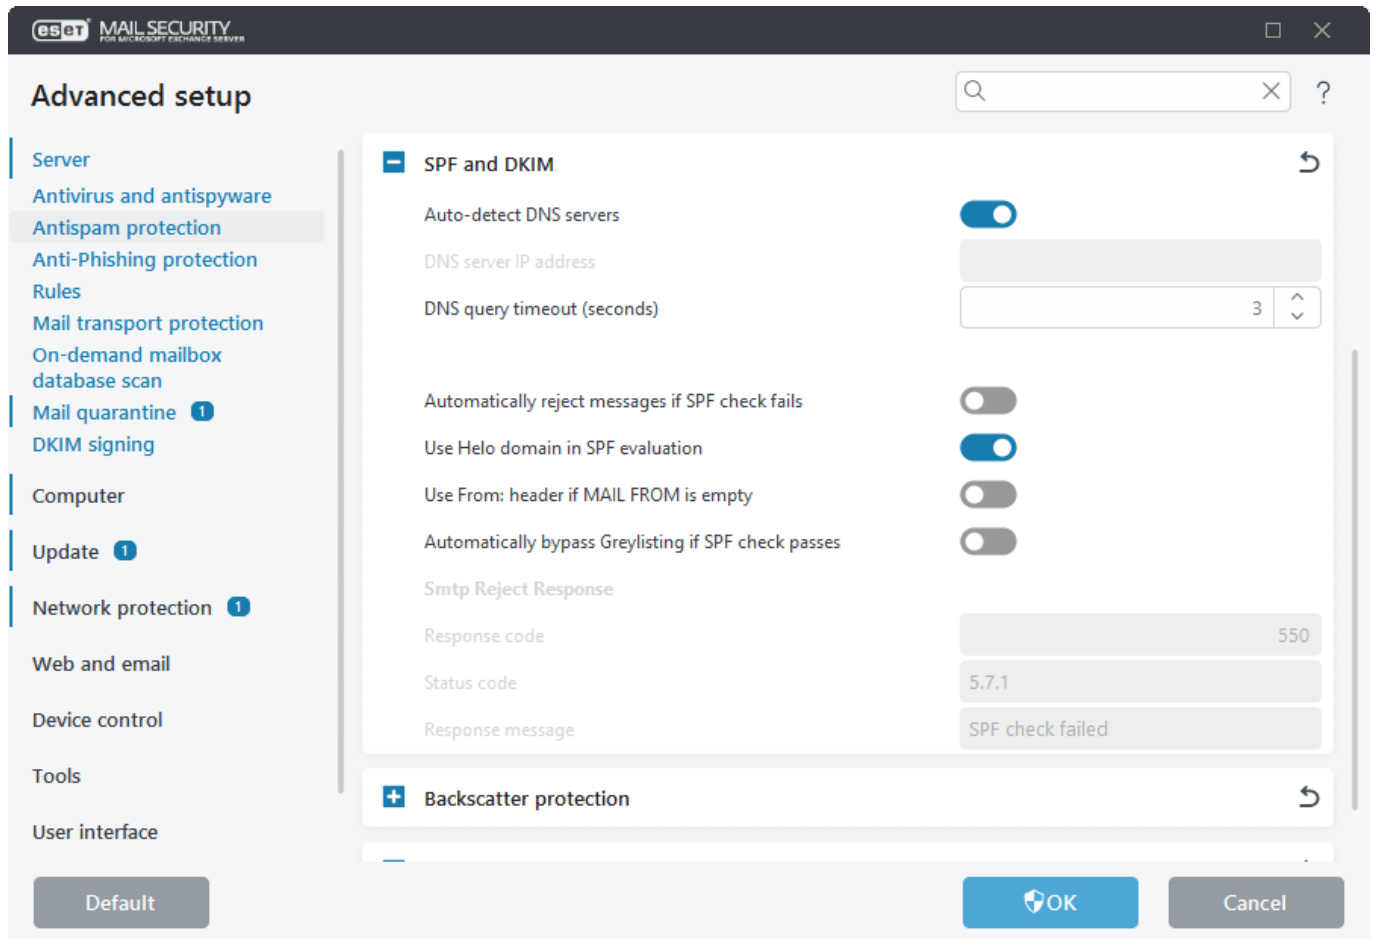 eset MAIL SECURITY
FOR MICROSOFT EXCHANGE SERVER
Advanced setup
?
Server
Antivirus and antispyware
Antispam protection
Anti-Phishing protection
Rules
Mail transport protection
On-demand mailbox
database scan
Mail quarantine 1
DKIM signing
Computer
Update 1
Network protection 1
Web and email
Device control
Tools
User interface
SPF and DKIM
Auto-detect DNS servers
DNS server IP address
DNS query timeout (seconds) 3
Automatically reject messages if SPF check fails
Use Helo domain in SPF evaluation
Use From: header if MAIL FROM is empty
Automatically bypass Greylisting if SPF check passes
Smtp Reject Response
Response code 550
Status code 5.7.1
Response message SPF check failed
Backscatter protection
Default
OK
Cancel